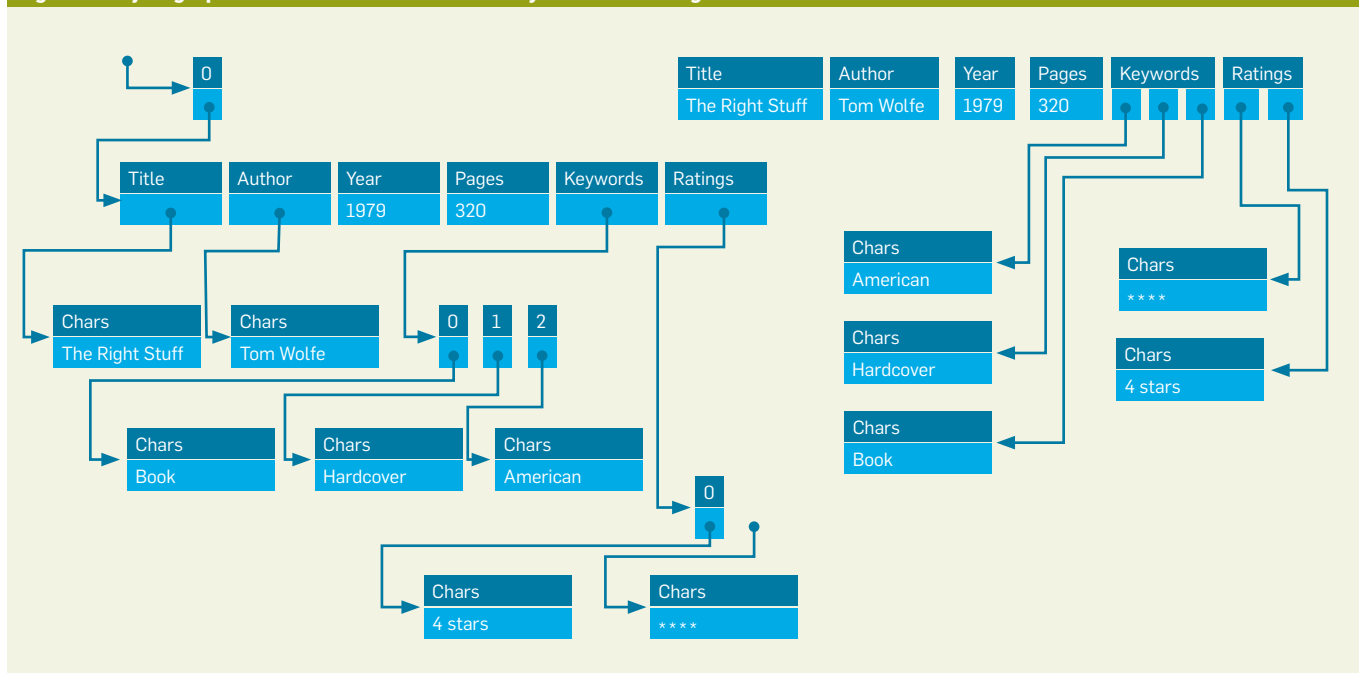 0
Title Author Year Pages Keywords Ratings
The Right Stuff Tom Wolfe 1979 320
Title Author Year Pages Keywords Ratings
1979 320
Chars
American
Chars
****
Chars
The Right Stuff
Chars
Tom Wolfe
0 1 2
Chars
Hardcover
Chars
4 stars
Chars
Book
Chars
Hardcover
Chars
American
Chars
Book
0
Chars
4 stars
Chars
****